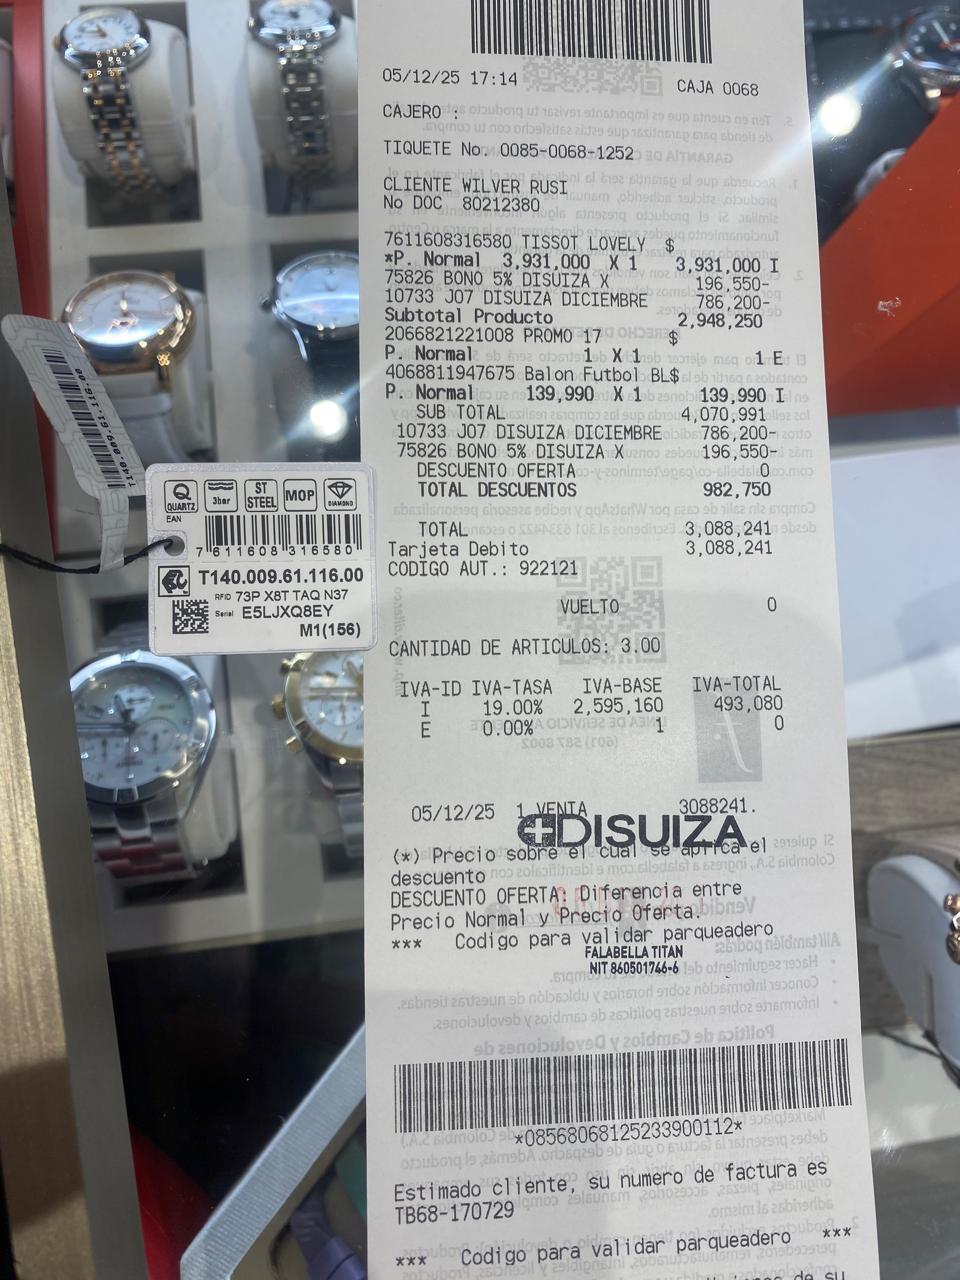 05/12/25 17:14 CAJA 0068
CAJERO :
TIQUETE No. 0085-0068-1252
CLIENTE WILVER RUSI
No DOC 80212380
7611608316580 TISSOT LOVELY $
*P. Normal 3,931,000 X 1 3,931,000 I
75826 BONO 5% DISUIZA X 196,550-
10733 J07 DISUIZA DICIEMBRE 786,200-
Subtotal Producto 2,948,250
2066821221008 PROMO 17 $
P. Normal 1 X 1 1 E
4068811947675 Balon Futbol BL$
P. Normal 139,990 X 1 139,990 I
SUB TOTAL 4,070,991
10733 J07 DISUIZA DICIEMBRE 786,200-
75826 BONO 5% DISUIZA X 196,550-
DESCUENTO OFERTA 0
TOTAL DESCUENTOS 982,750
TOTAL 3,088,241
Tarjeta Debito 3,088,241
CODIGO AUT.: 922121
VUELTO 0
CANTIDAD DE ARTICULOS: 3.00
IVA-ID IVA-TASA IVA-BASE IVA-TOTAL
I 19.00% 2,595,160 493,080
E 0.00% 1 0
05/12/25 1 VENTA 3088241.
DISUIZA
(*) Precio sobre el cual se aplica el
descuento
DESCUENTO OFERTA: Diferencia entre
Precio Normal y Precio Oferta.
*** Codigo para validar parqueadero
FALABELLA TITAN
NIT 860501746-6
*08568068125233900112*
Estimado cliente, su numero de factura es
TB68-170729
*** Codigo para validar parqueadero ***
T140.009.61.116.00
QUARTZ 3bar ST STEEL MOP DIAMOND
EAN
7 611608 316580
T140.009.61.116.00
RFID 73P X8T TAQ N37
Serial E5LJXQ8EY
M1(156)